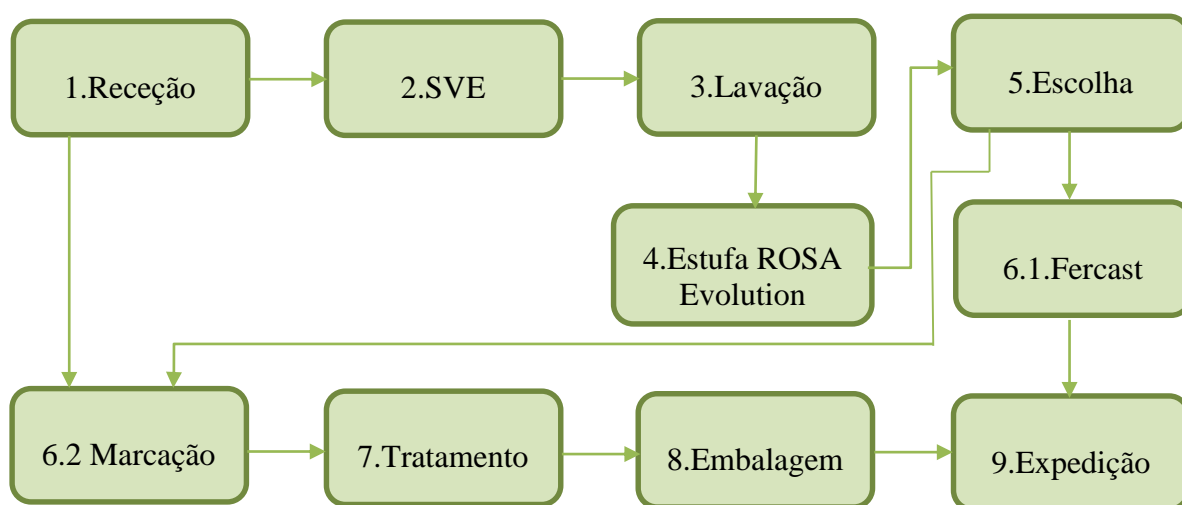 1.Receção
2.SVE
3.Lavação
5.Escolha
4.Estufa ROSA
Evolution
6.1.Fercast
6.2 Marcação
7.Tratamento
8.Embalagem
9.Expedição